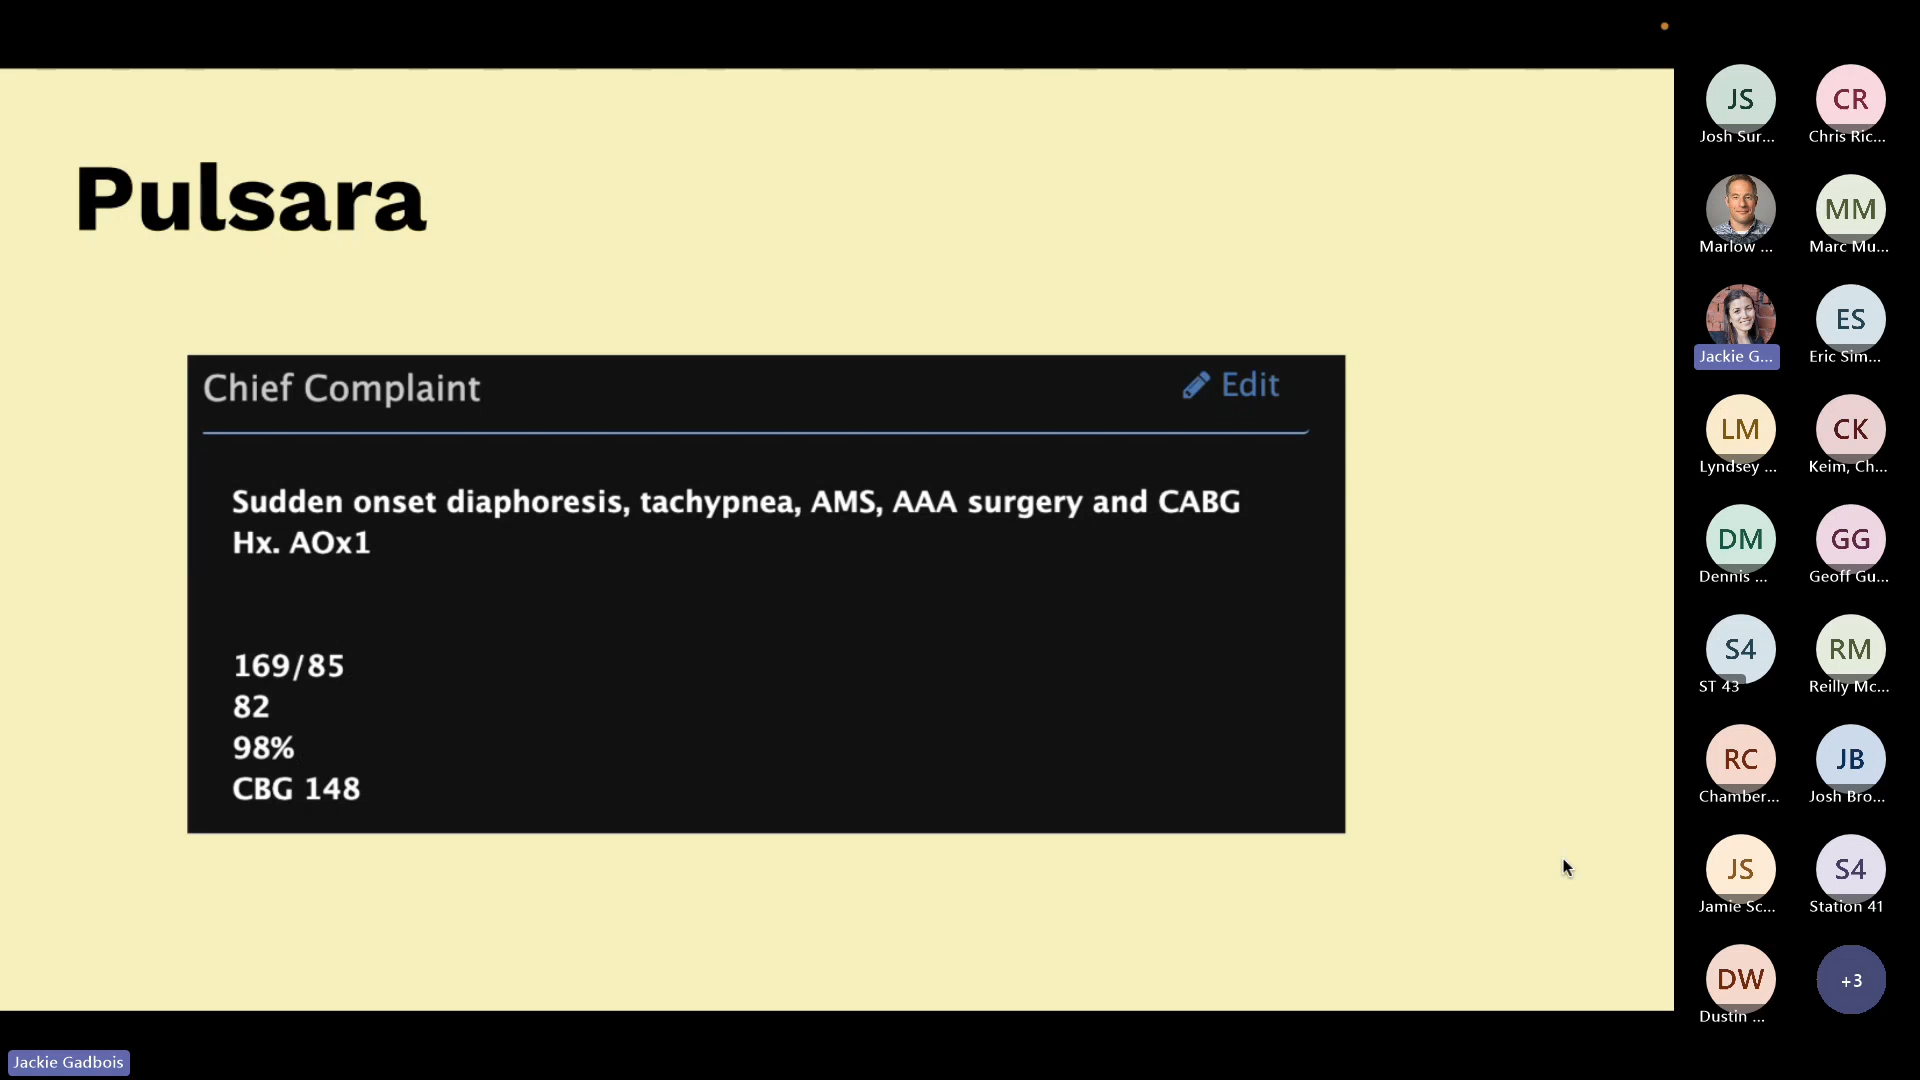 Pulsara
Chief Complaint
Edit
Sudden onset diaphoresis, tachypnea, AMS, AAA surgery and CABG
Hx. AOx1
169/85
82
98%
CBG 148
JS
Josh Sur...
CR
Chris Ric...
Marlow ...
MM
Marc Mu...
Jackie G...
ES
Eric Sim...
LM
Lyndsey ...
CK
Keim, Ch...
DM
Dennis ...
GG
Geoff Gu...
S4
ST 43
RM
Reilly Mc...
RC
Chamber...
JB
Josh Bro...
JS
Jamie Sc...
S4
Station 41
DW
Dustin ...
+3
Jackie Gadbois